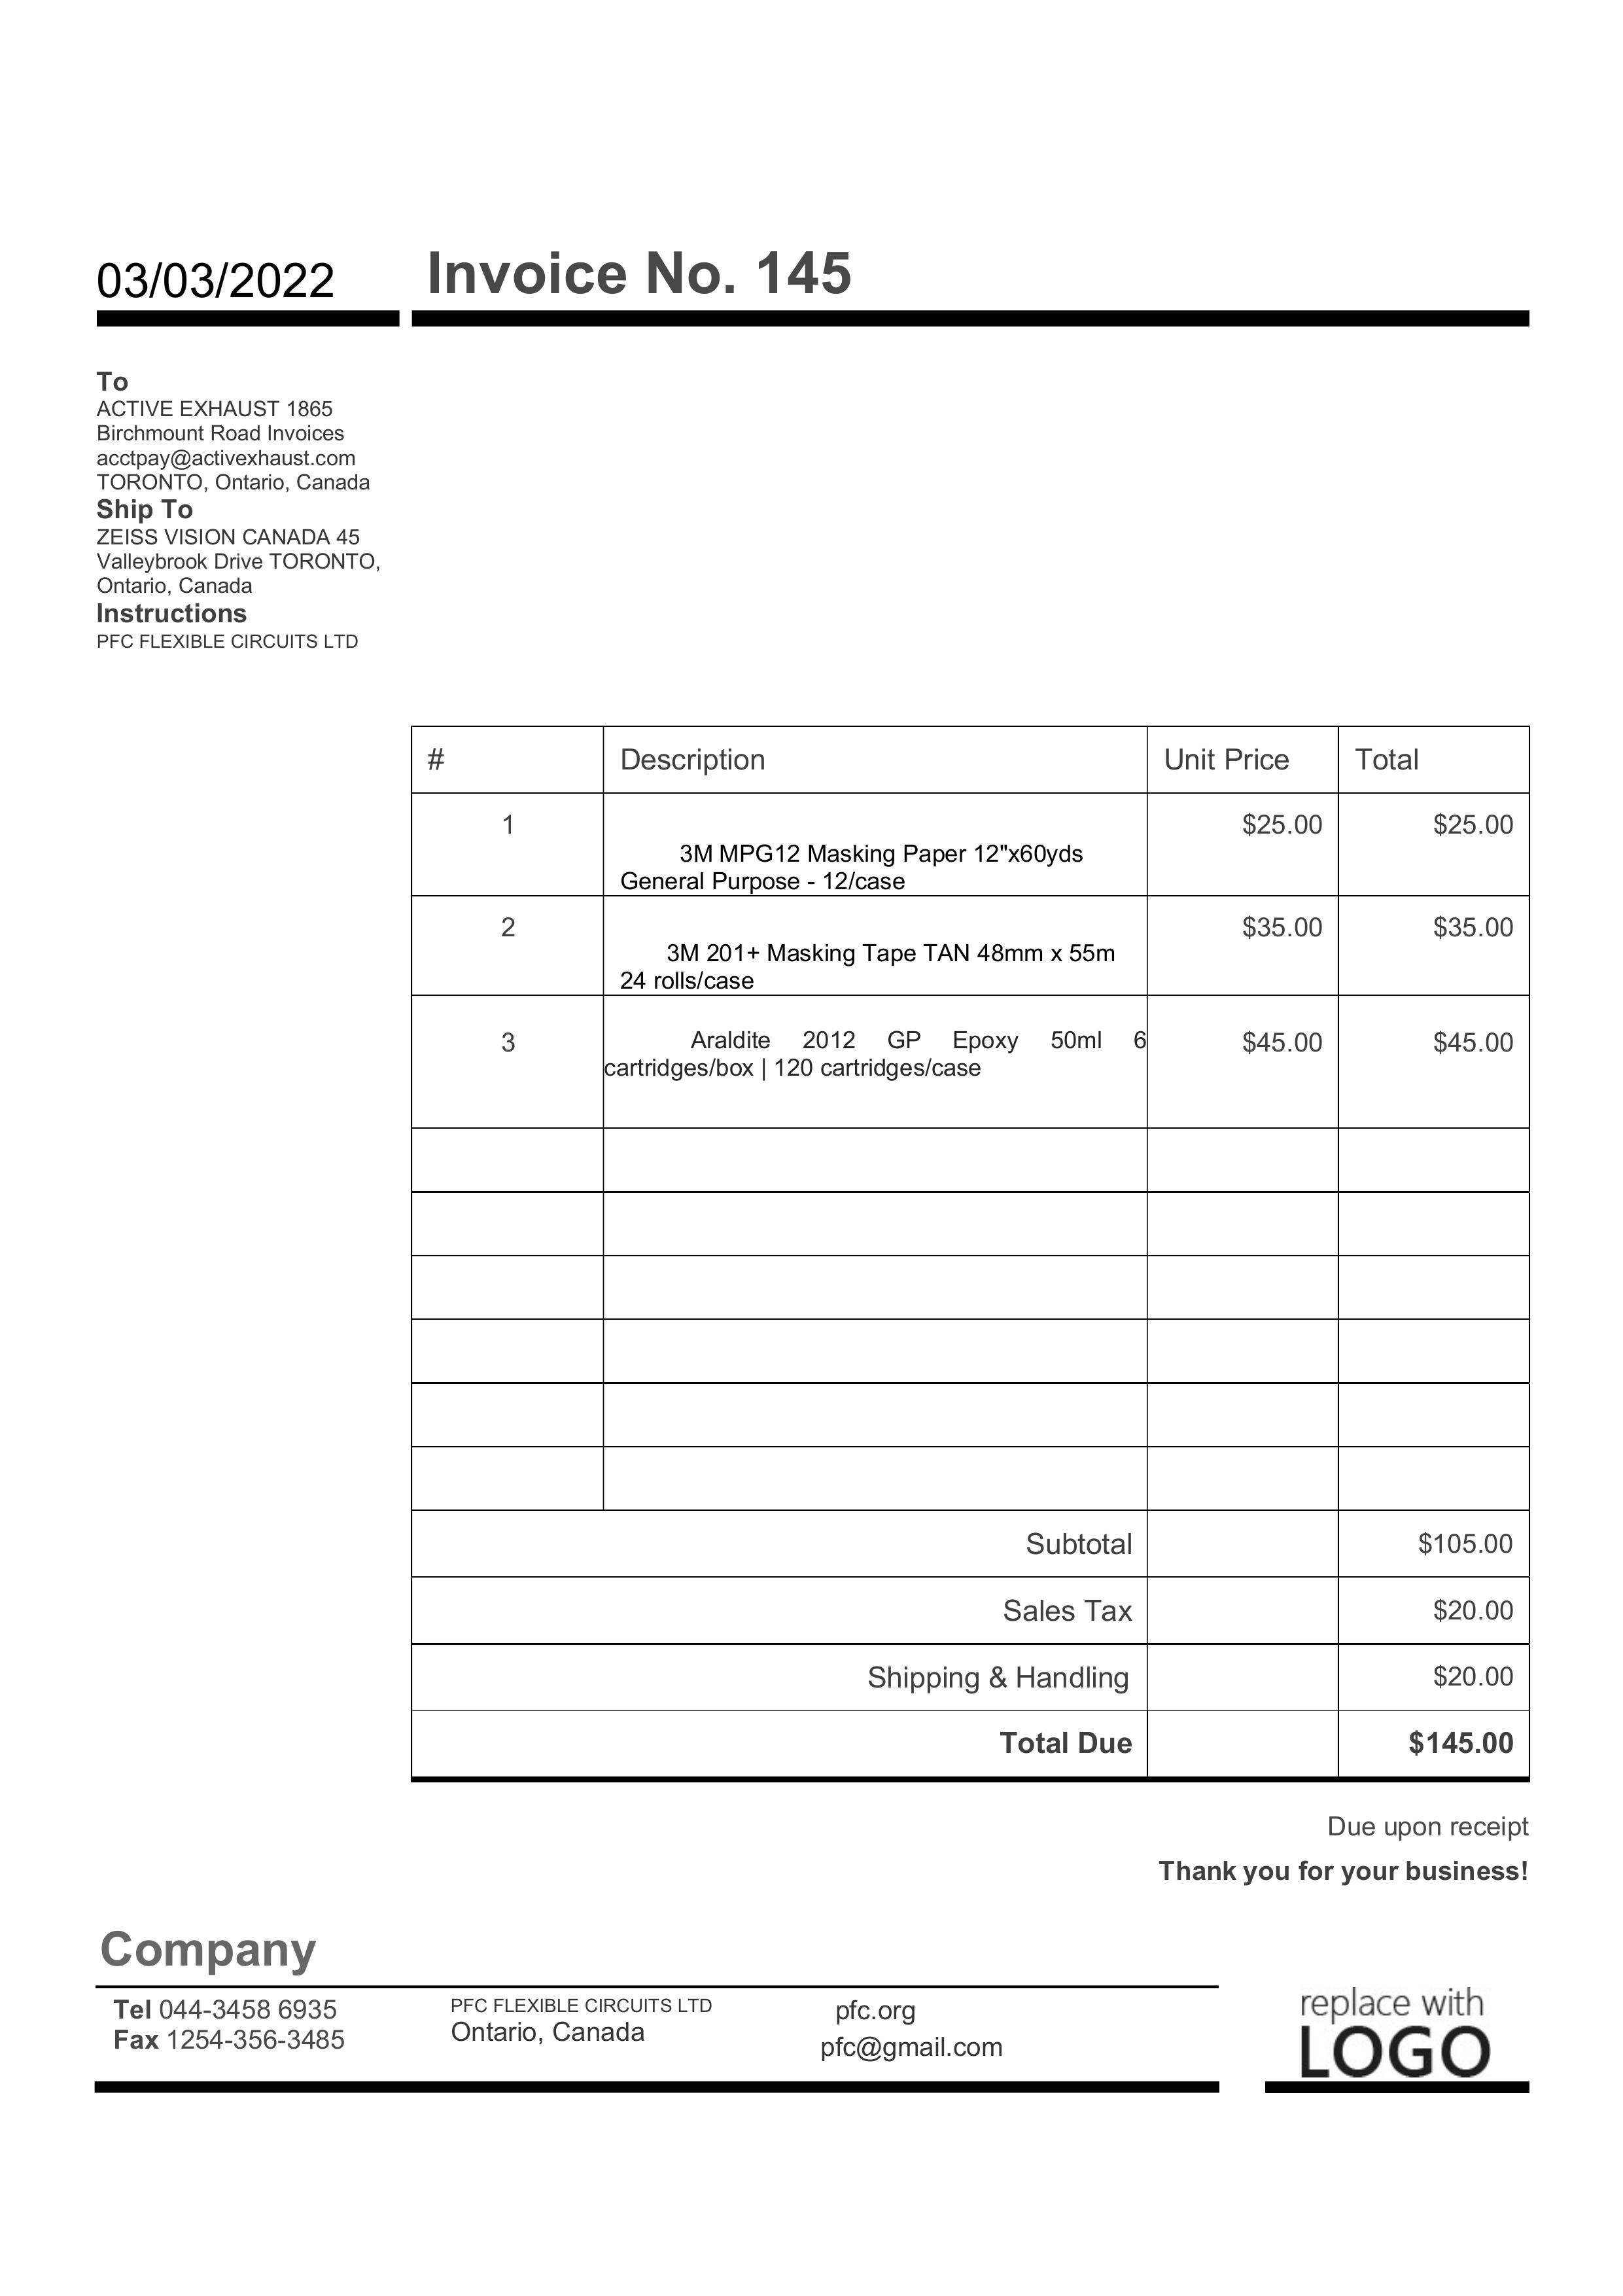 03/03/2022
Invoice No. 145
To
ACTIVE EXHAUST 1865
Birchmount Road Invoices
acctpay@activexhaust.com
TORONTO, Ontario, Canada
Ship To
ZEISS VISION CANADA 45
Valleybrook Drive TORONTO,
Ontario, Canada
Instructions
PFC FLEXIBLE CIRCUITS LTD
# Description Unit Price Total
1 $25.00 $25.00
3M MPG12 Masking Paper 12"x60yds
General Purpose - 12/case
2 $35.00 $35.00
3M 201+ Masking Tape TAN 48mm x 55m
24 rolls/case
3 Araldite 2012 GP Epoxy 50ml 6 $45.00 $45.00
cartridges/box | 120 cartridges/case
Subtotal $105.00
Sales Tax $20.00
Shipping & Handling $20.00
Total Due $145.00
Due upon receipt
Thank you for your business!
Company
Tel 044-3458 6935
Fax 1254-356-3485
PFC FLEXIBLE CIRCUITS LTD
Ontario, Canada
pfc.org
pfc@gmail.com
replace with
LOGO